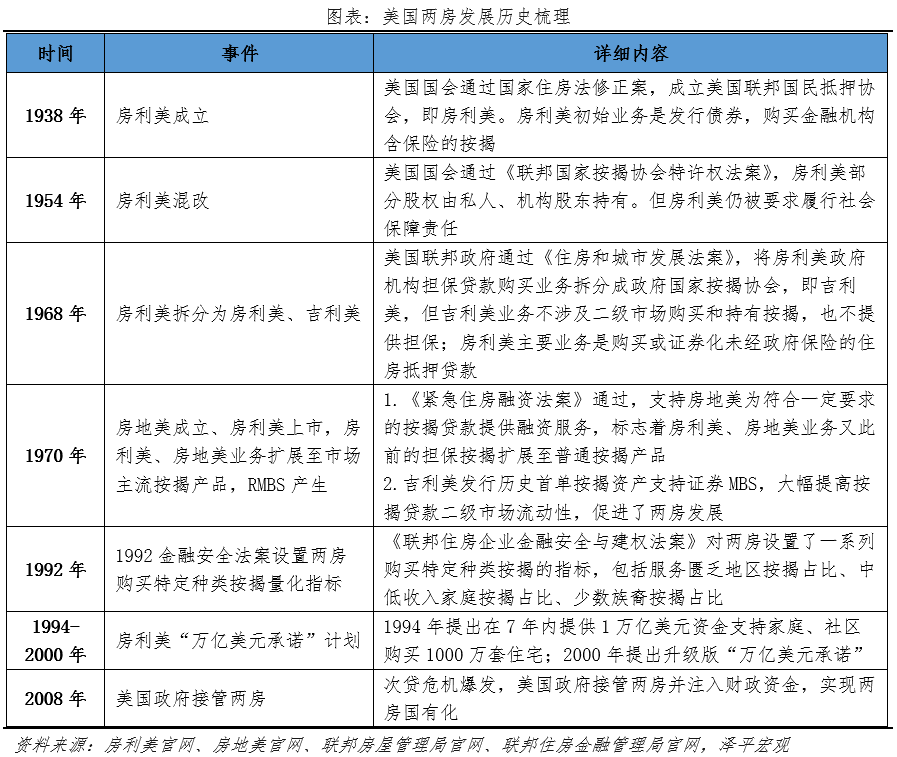 图表：美国两房发展历史梳理
时间 事件 详细内容
1938 年 房利美成立 美国国会通过国家住房法修正案，成立美国联邦国民抵押协
会，即房利美。房利美初始业务是发行债券，购买金融机构
含保险的按揭
1954 年 房利美混改 美国国会通过《联邦国家按揭协会特许权法案》，房利美部
分股权由私人、机构股东持有。但房利美仍被要求履行社会
保障责任
1968 年 房利美拆分为房利美、吉利美 美国联邦政府通过《住房和城市发展法案》，将房利美政府
机构担保贷款购买业务拆分成政府国家按揭协会，即吉利
美，但吉利美业务不涉及二级市场购买和持有按揭，也不提
供担保；房利美主要业务是购买或证券化未经政府保险的住
房抵押贷款
1970 年 房地美成立、房利美上市，房
利美、房地美业务扩展至市场
主流按揭产品，RMBS 产生
1.《紧急住房融资法案》通过，支持房地美为符合一定要求
的按揭贷款提供融资服务，标志着房利美、房地美业务又此
前的担保按揭扩展至普通按揭产品
2.吉利美发行历史首单按揭资产支持证券 MBS，大幅提高按
揭贷款二级市场流动性，促进了两房发展
1992 年 1992 金融安全法案设置两房
购买特定种类按揭量化指标
《联邦住房企业金融安全与建权法案》对两房设置了一系列
购买特定种类按揭的指标，包括服务匮乏地区按揭占比、中
低收入家庭按揭占比、少数族裔按揭占比
1994-
2000 年 房利美“万亿美元承诺”计划
1994 年提出在 7 年内提供 1 万亿美元资金支持家庭、社区
购买 1000 万套住宅；2000 年提出升级版“万亿美元承诺”
2008 年 美国政府接管两房 次贷危机爆发，美国政府接管两房并注入财政资金，实现两
房国有化
资料来源：房利美官网、房地美官网、联邦房屋管理局官网、联邦住房金融管理局官网，泽平宏观